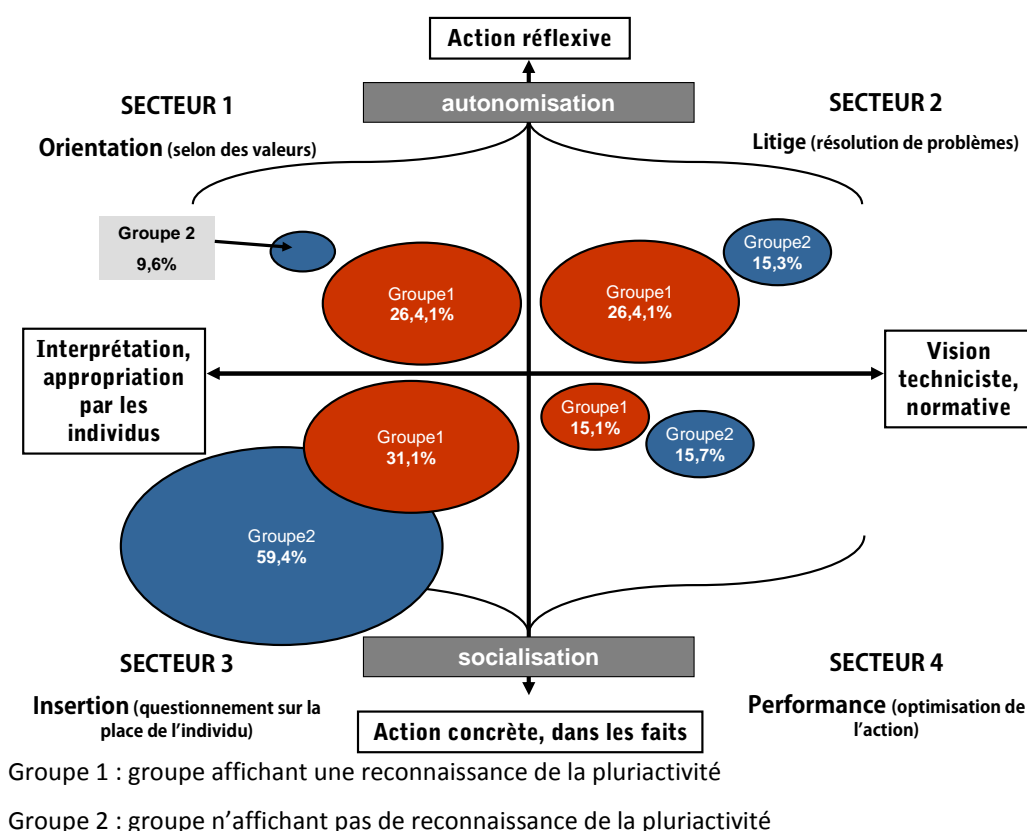 Action réflexive
autonomisation
SECTEUR 1
Orientation (selon des valeurs)
SECTEUR 2
Litige (résolution de problèmes)
Groupe 2
9,6%
Groupe1
26,4,1%
Groupe1
26,4,1%
Groupe2
15,3%
Interprétation,
appropriation
par les
individus
Vision
techniciste,
normative
Groupe1
31,1%
Groupe1
15,1%
Groupe2
15,7%
Groupe2
59,4%
socialisation
SECTEUR 3
Insertion (questionnement sur la
place de l'individu)
SECTEUR 4
Performance (optimisation de
l'action)
Action concrète, dans les faits
Groupe 1 : groupe affichant une reconnaissance de la pluriactivité
Groupe 2 : groupe n'affichant pas de reconnaissance de la pluriactivité